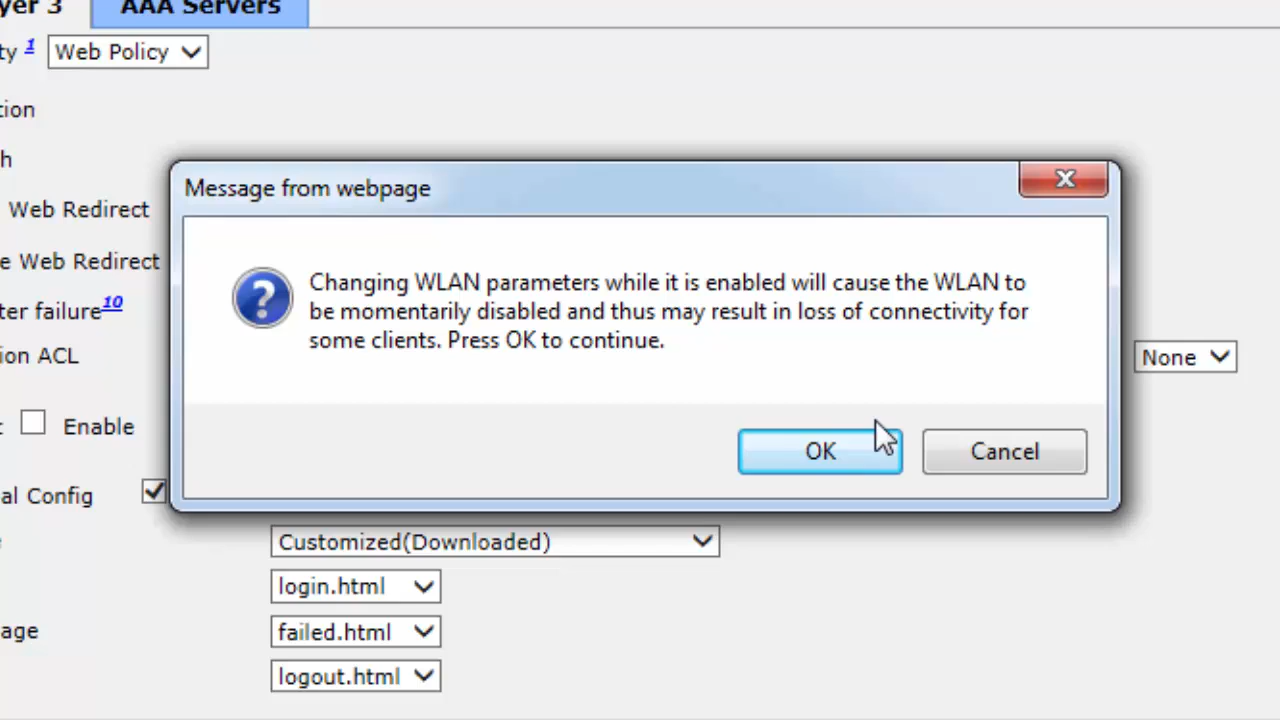 yer 3 AAA Servers
ty 1 Web Policy
tion
h
Message from webpage
Web Redirect
e Web Redirect
Changing WLAN parameters while it is enabled will cause the WLAN to
be momentarily disabled and thus may result in loss of connectivity for
some clients. Press OK to continue.
ter failure10
ion ACL None
: Enable
OK Cancel
al Config
Customized(Downloaded)
login.html
age failed.html
logout.html